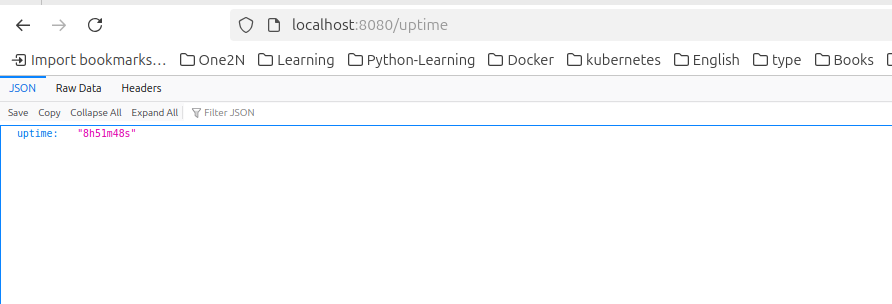 localhost:8080/uptime
Import bookmarks… One2N Learning Python-Learning Docker kubernetes English type Books
JSON Raw Data Headers
Save Copy Collapse All Expand All Filter JSON
uptime: "8h51m48s"